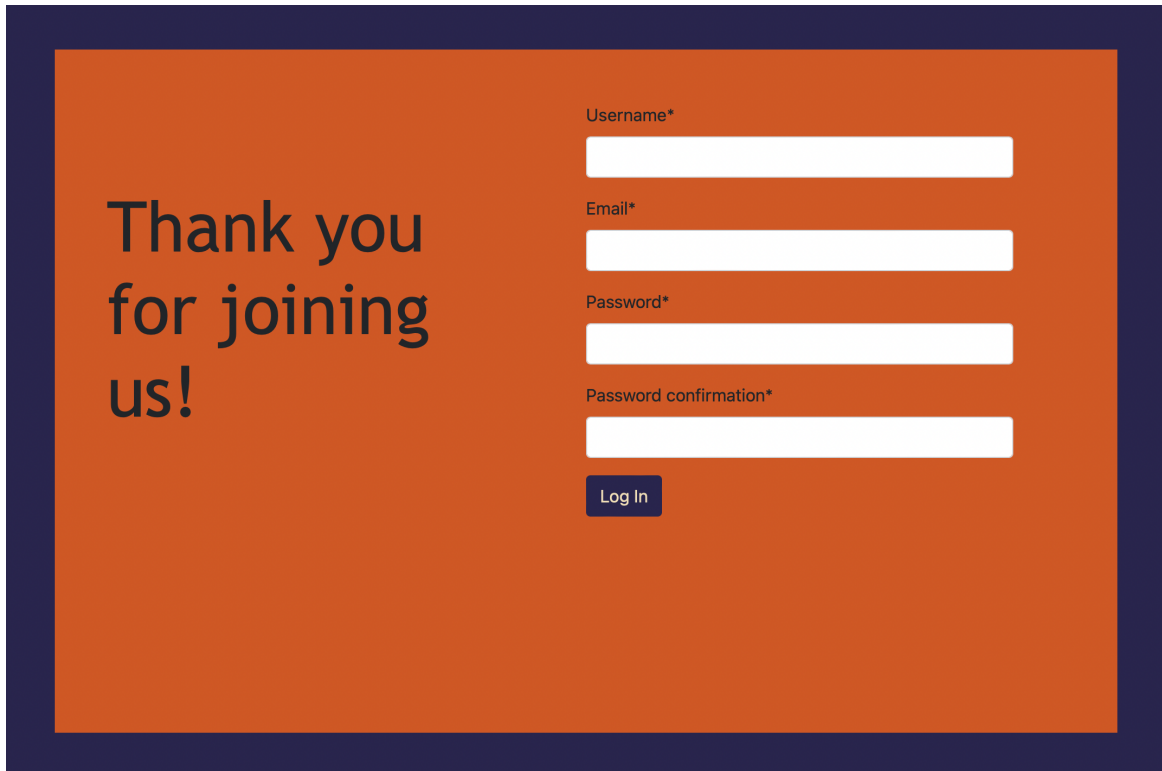 Thank you
for joining
us!
Username*
Email*
Password*
Password confirmation*
Log In